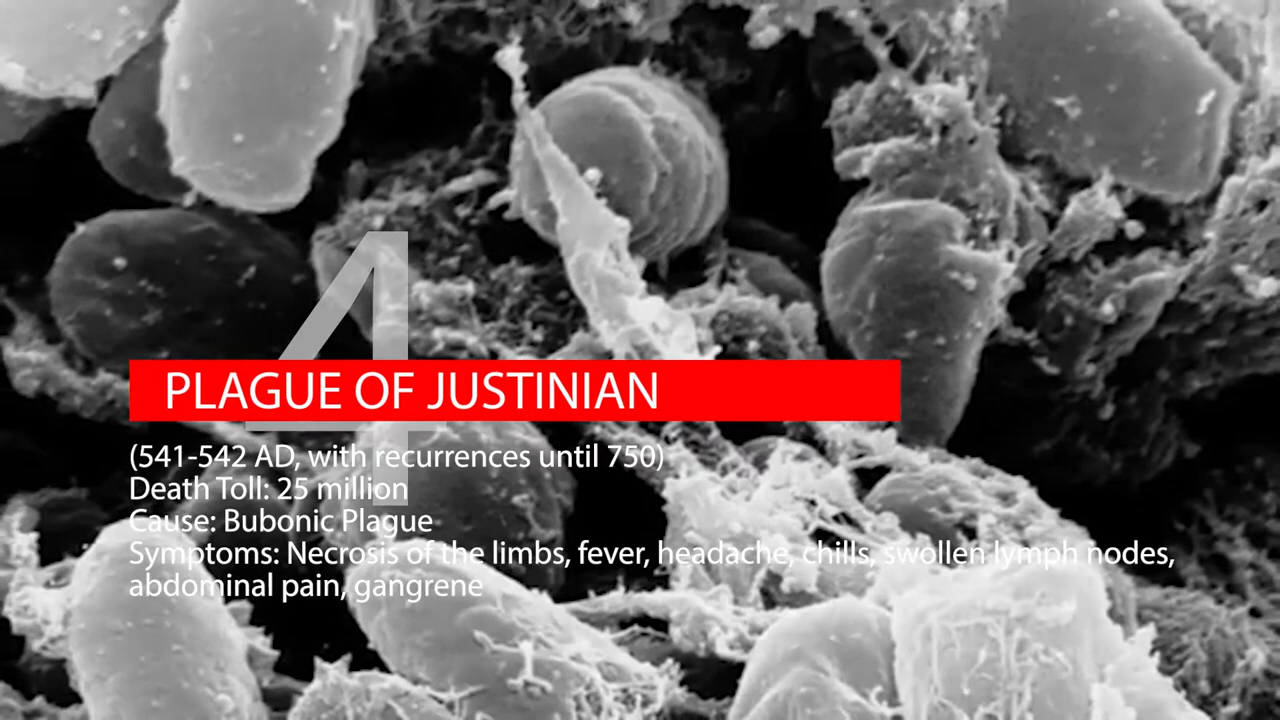 4
PLAGUE OF JUSTINIAN
(541-542 AD, with recurrences until 750)
Death Toll: 25 million
Cause: Bubonic Plague
Symptoms: Necrosis of the limbs, fever, headache, chills, swollen lymph nodes,
abdominal pain, gangrene